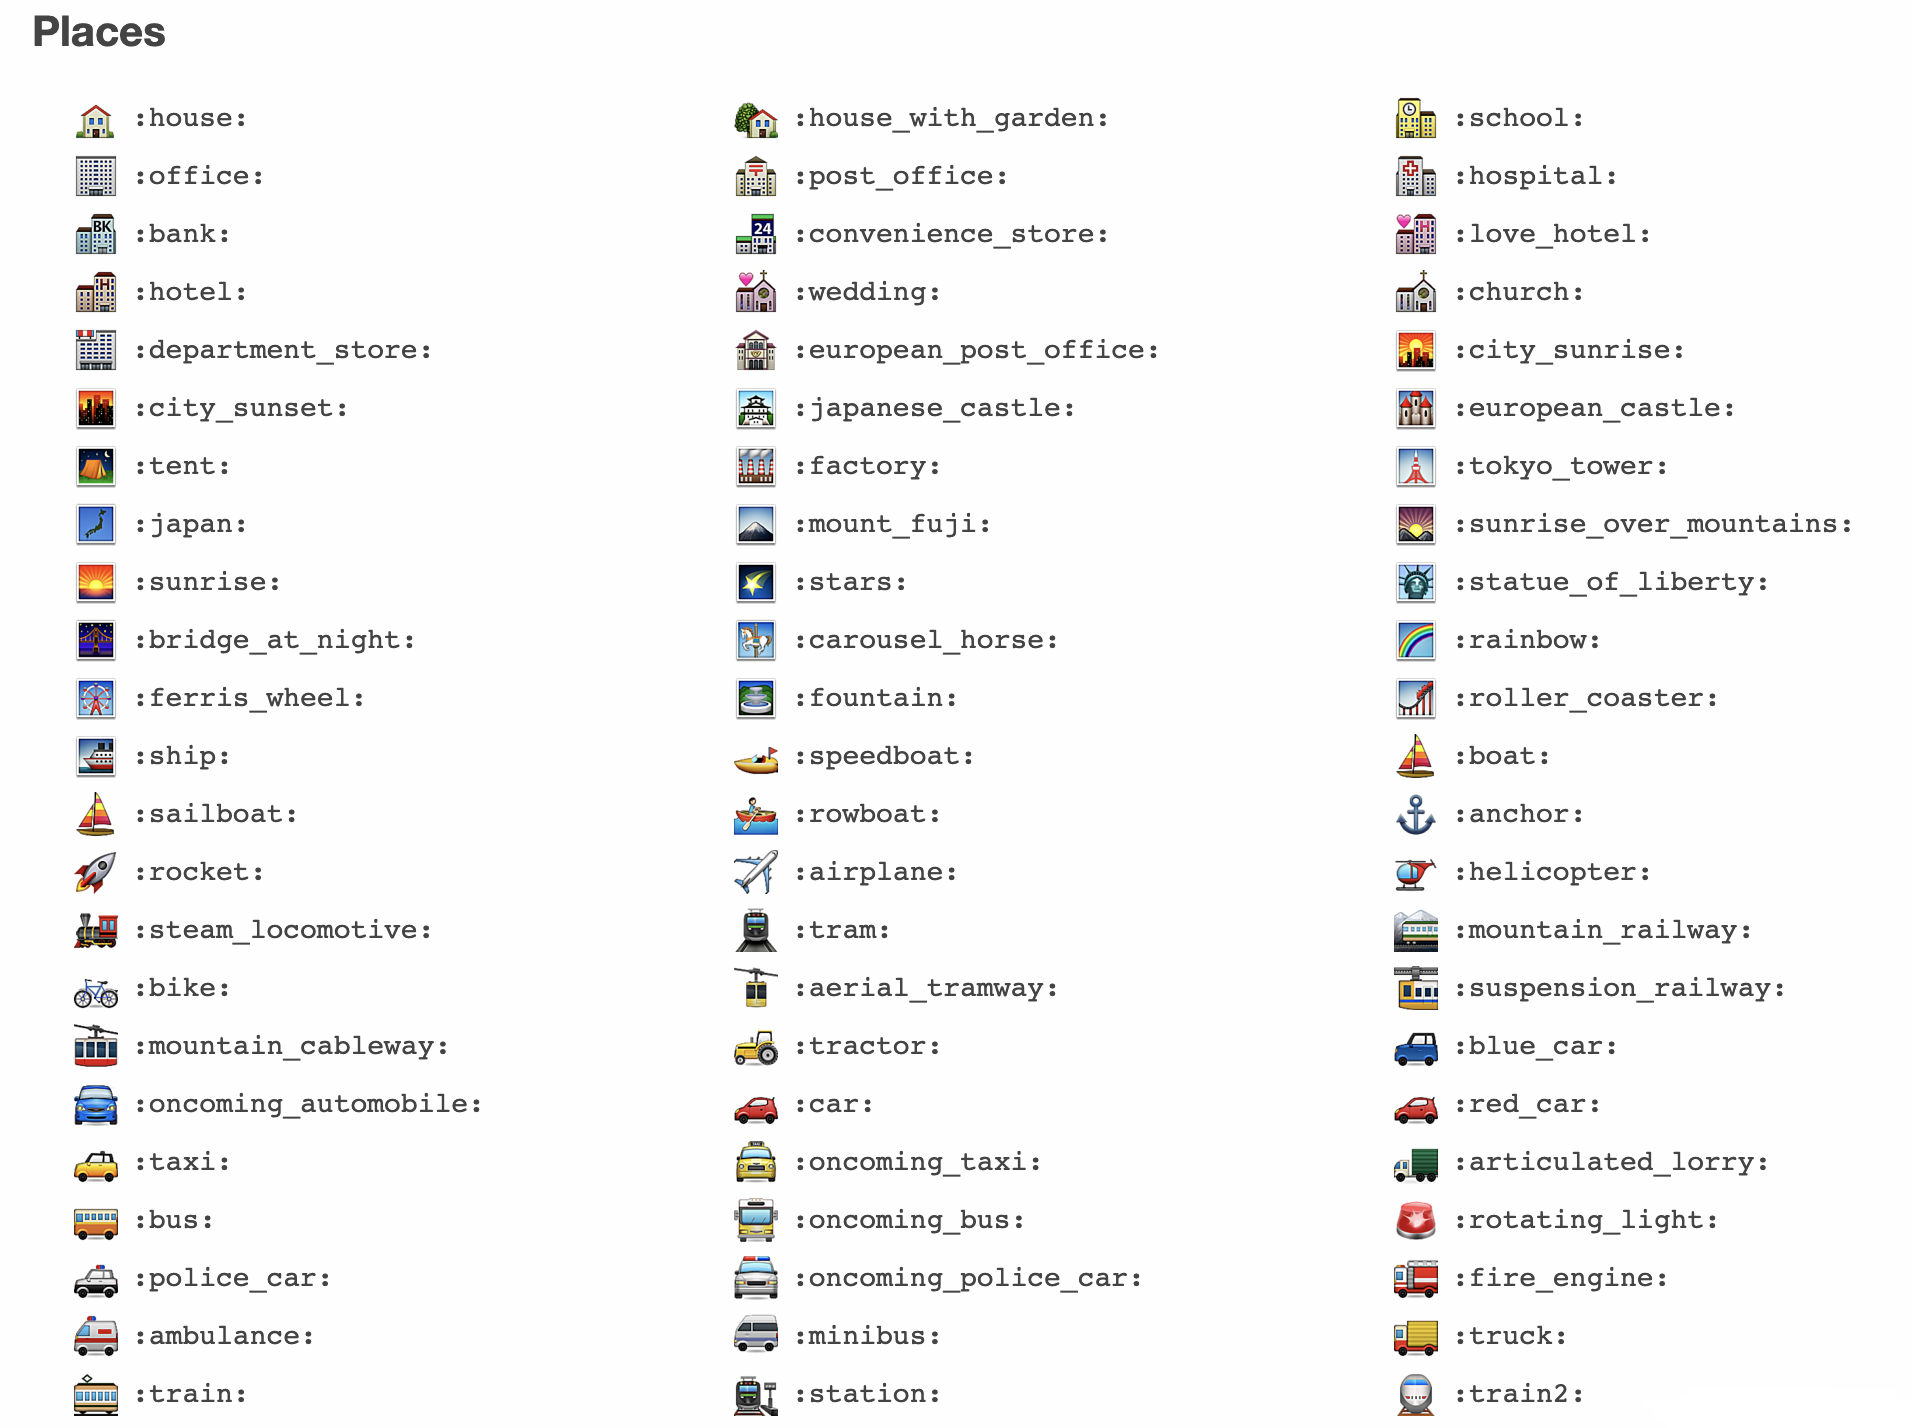 Places
:house: :house_with_garden: :school:
:office: :post_office: :hospital:
BK :bank: 24 :convenience_store: H :love_hotel:
H :hotel: :wedding: :church:
:department_store: :european_post_office: :city_sunrise:
:city_sunset: :japanese_castle: :european_castle:
:tent: :factory: :tokyo_tower:
:japan: :mount_fuji: :sunrise_over_mountains:
:sunrise: :stars: :statue_of_liberty:
:bridge_at_night: :carousel_horse: :rainbow:
:ferris_wheel: :fountain: :roller_coaster:
:ship: :speedboat: :boat:
:sailboat: :rowboat: :anchor:
:rocket: :airplane: :helicopter:
:steam_locomotive: :tram: :mountain_railway:
:bike: :aerial_tramway: :suspension_railway:
:mountain_cableway: :tractor: :blue_car:
:oncoming_automobile: :car: :red_car:
:taxi: :oncoming_taxi: :articulated_lorry:
:bus: :oncoming_bus: :rotating_light:
:police_car: :oncoming_police_car: :fire_engine:
:ambulance: :minibus: :truck:
:train: :station: :train2: